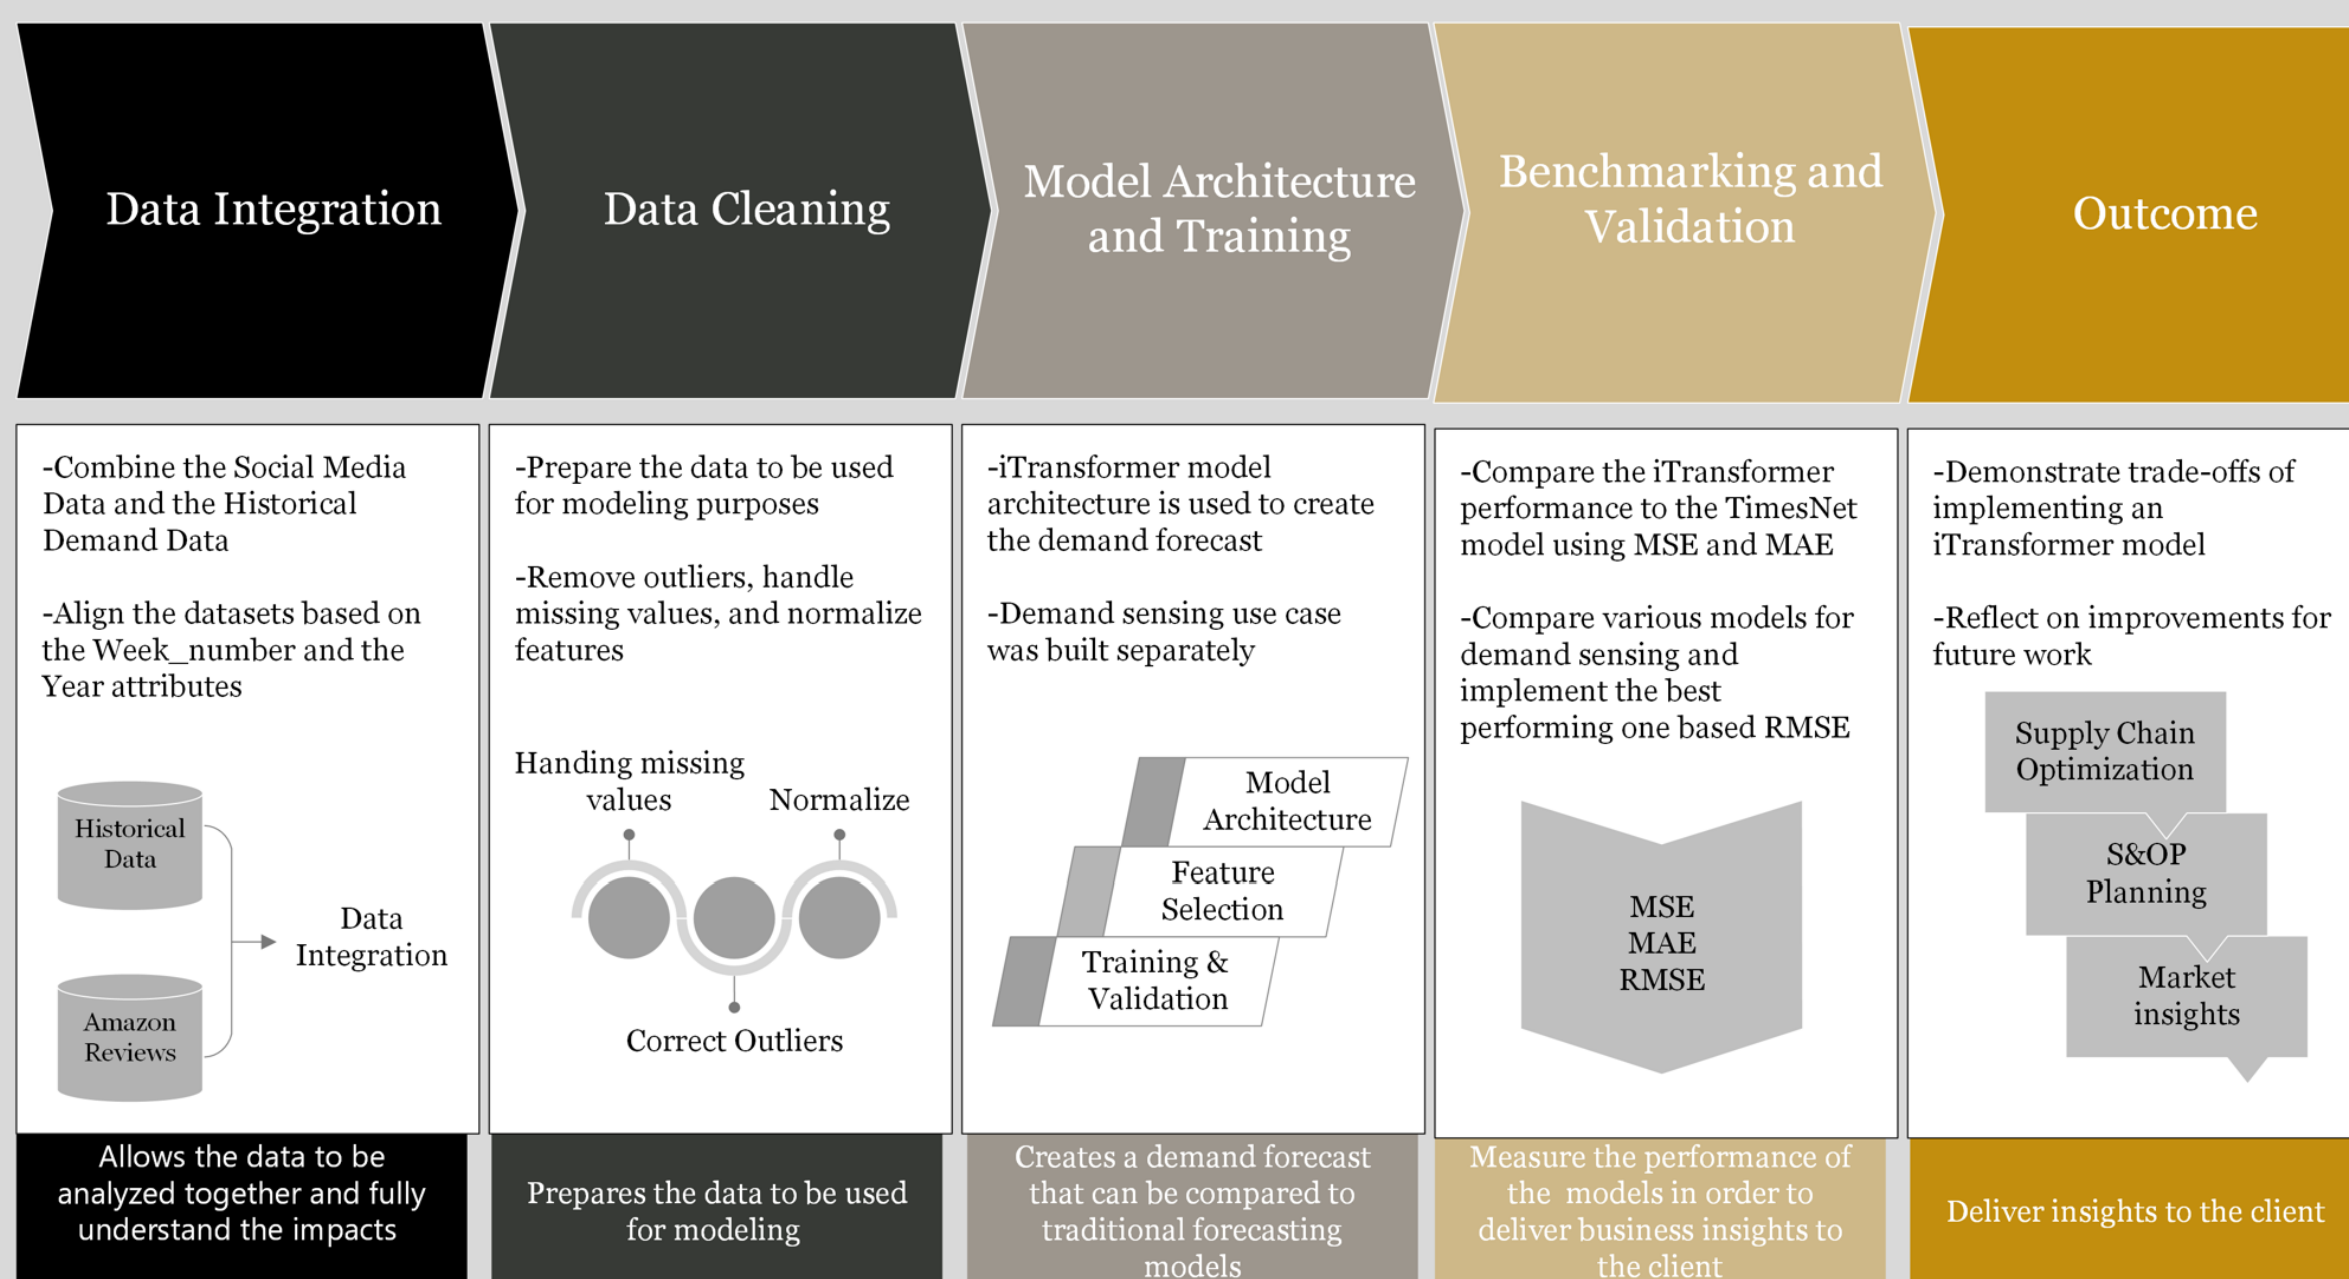 Data Integration
Data Cleaning
Model Architecture
and Training
Benchmarking and
Validation
Outcome
-Combine the Social Media
Data and the Historical
Demand Data
-Align the datasets based on
the Week_number and the
Year attributes
Historical
Data
Amazon
Reviews
Data
Integration
Allows the data to be
analyzed together and fully
understand the impacts
-Prepare the data to be used
for modeling purposes
-Remove outliers, handle
missing values, and normalize
features
Handing missing
values
Normalize
Correct Outliers
Prepares the data to be used
for modeling
-iTransformer model
architecture is used to create
the demand forecast
-Demand sensing use case
was built separately
Model
Architecture
Feature
Selection
Training &
Validation
Creates a demand forecast
that can be compared to
traditional forecasting
models
-Compare the iTransformer
performance to the TimesNet
model using MSE and MAE
-Compare various models for
demand sensing and
implement the best
performing one based RMSE
MSE
MAE
RMSE
Measure the performance of
the models in order to
deliver business insights to
the client
-Demonstrate trade-offs of
implementing an
iTransformer model
-Reflect on improvements for
future work
Supply Chain
Optimization
S&OP
Planning
Market
insights
Deliver insights to the client